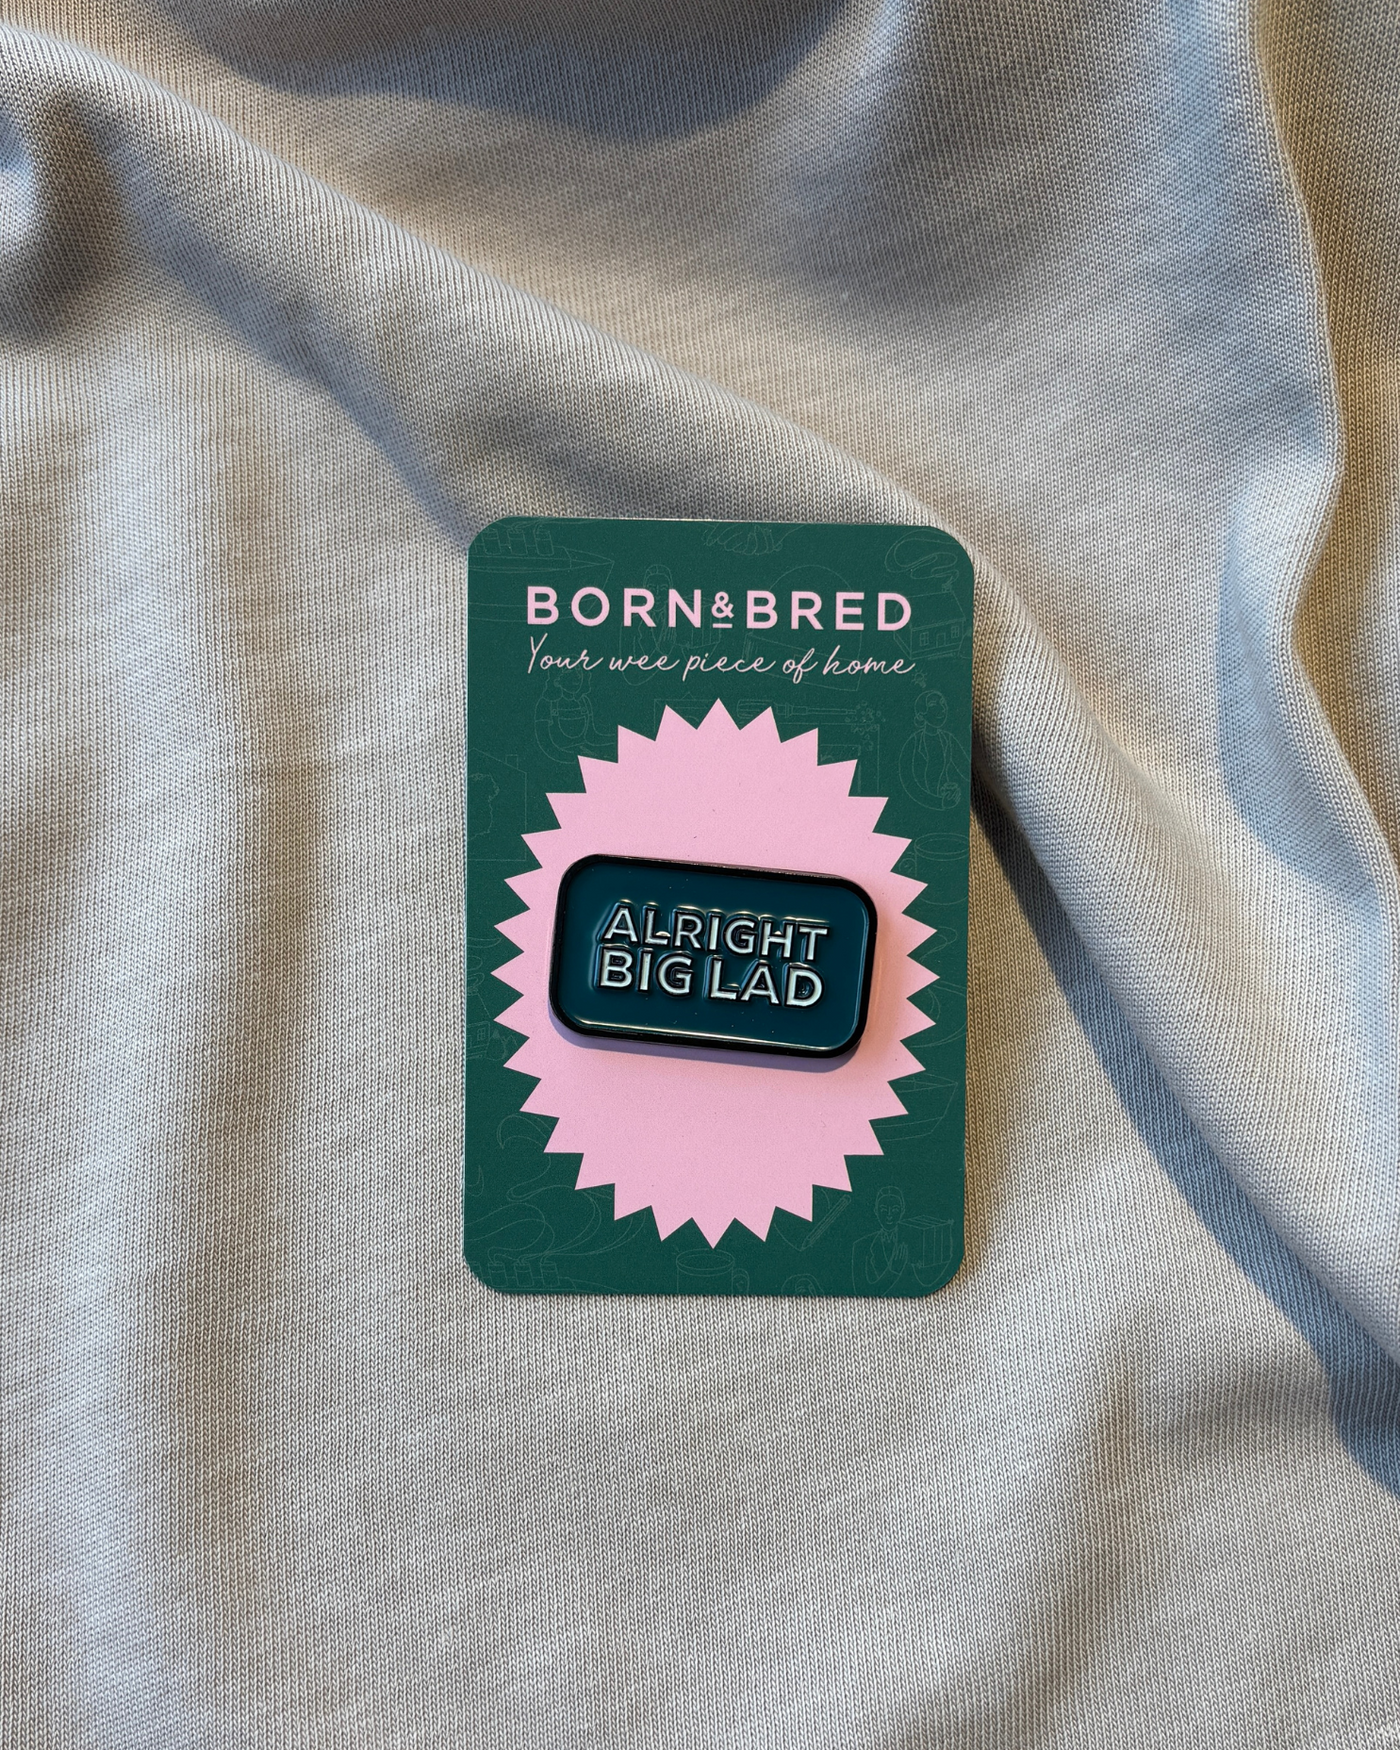 BORN & BRED
Your wee piece of home
ALRIGHT
BIG LAD